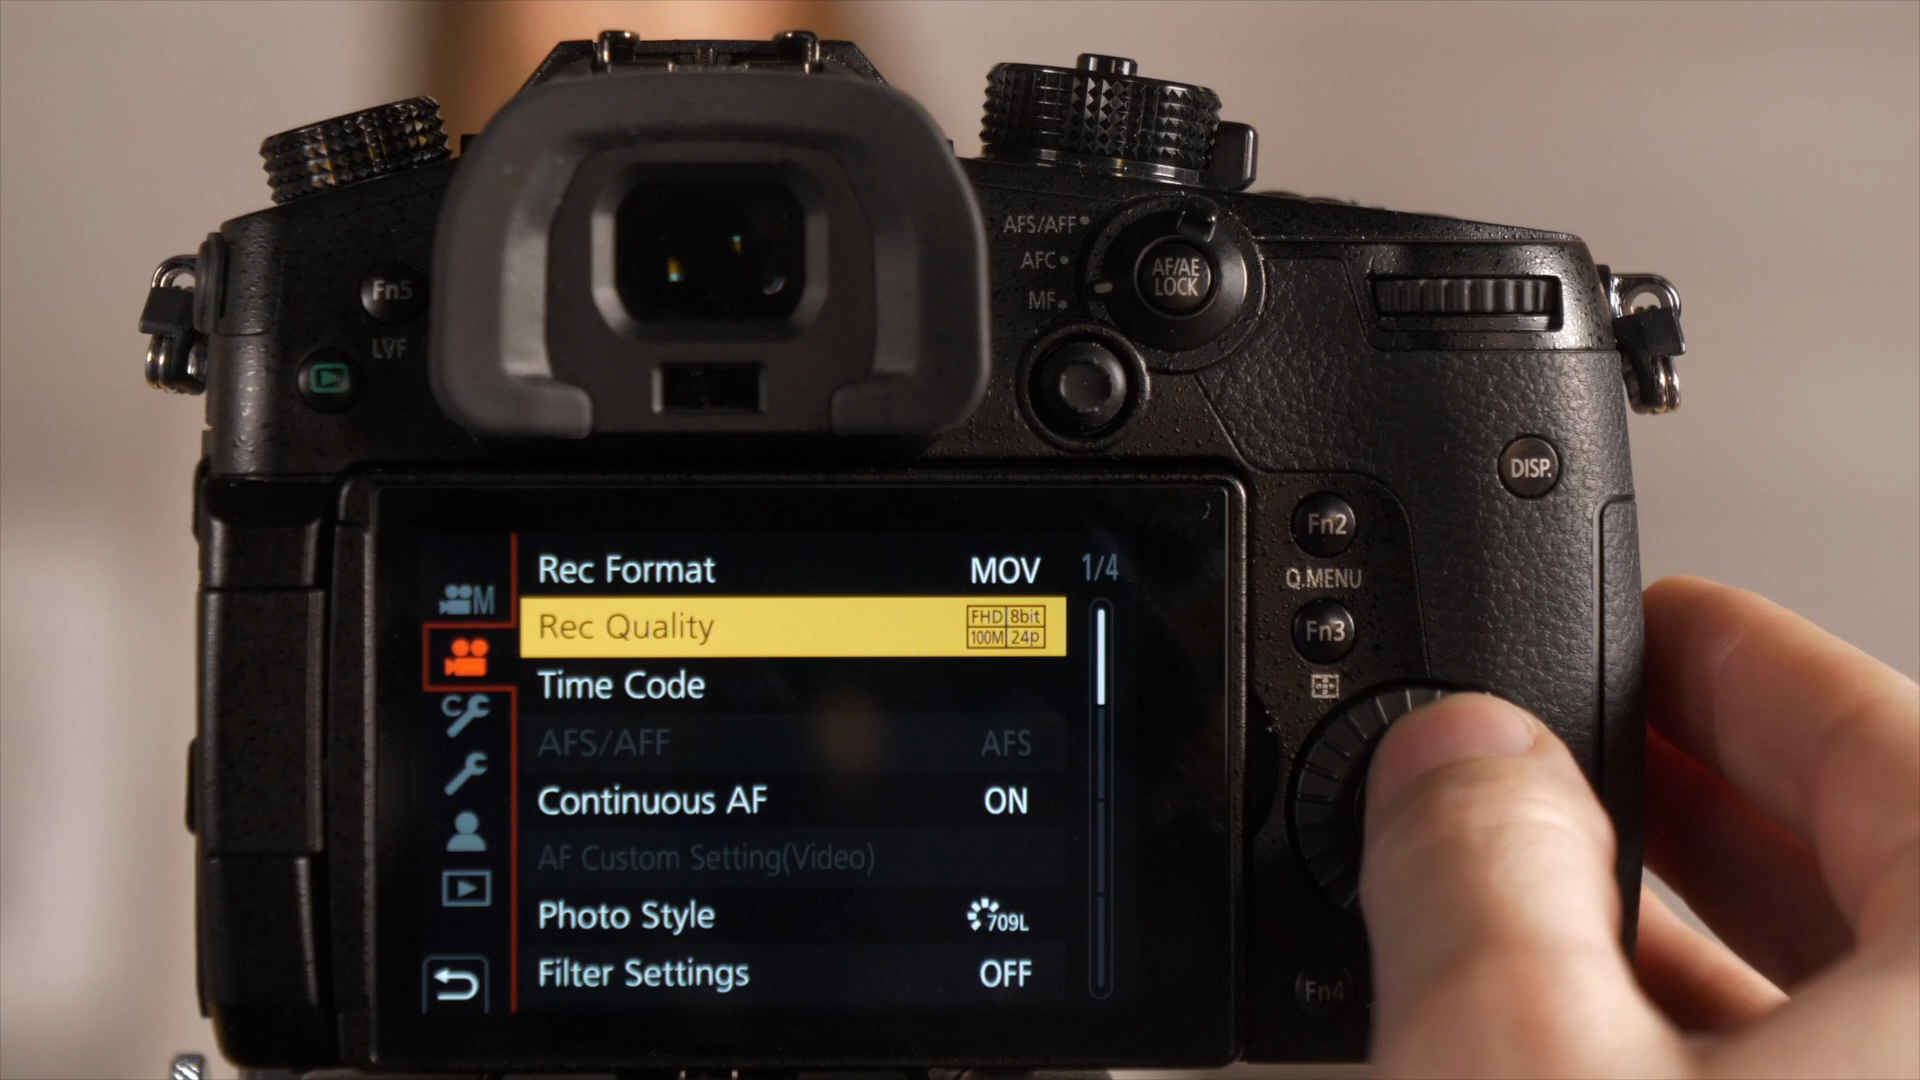 AFS/AFF
AFC
MF
AF/AE
LOCK
Fn5
LVF
DISP.
Fn2
Q.MENU
Fn3
Fn4
M
C
Rec Format MOV 1/4
Rec Quality FHD 8bit
100M 24p
Time Code
AFS/AFF AFS
Continuous AF ON
AF Custom Setting(Video)
Photo Style 709L
Filter Settings OFF